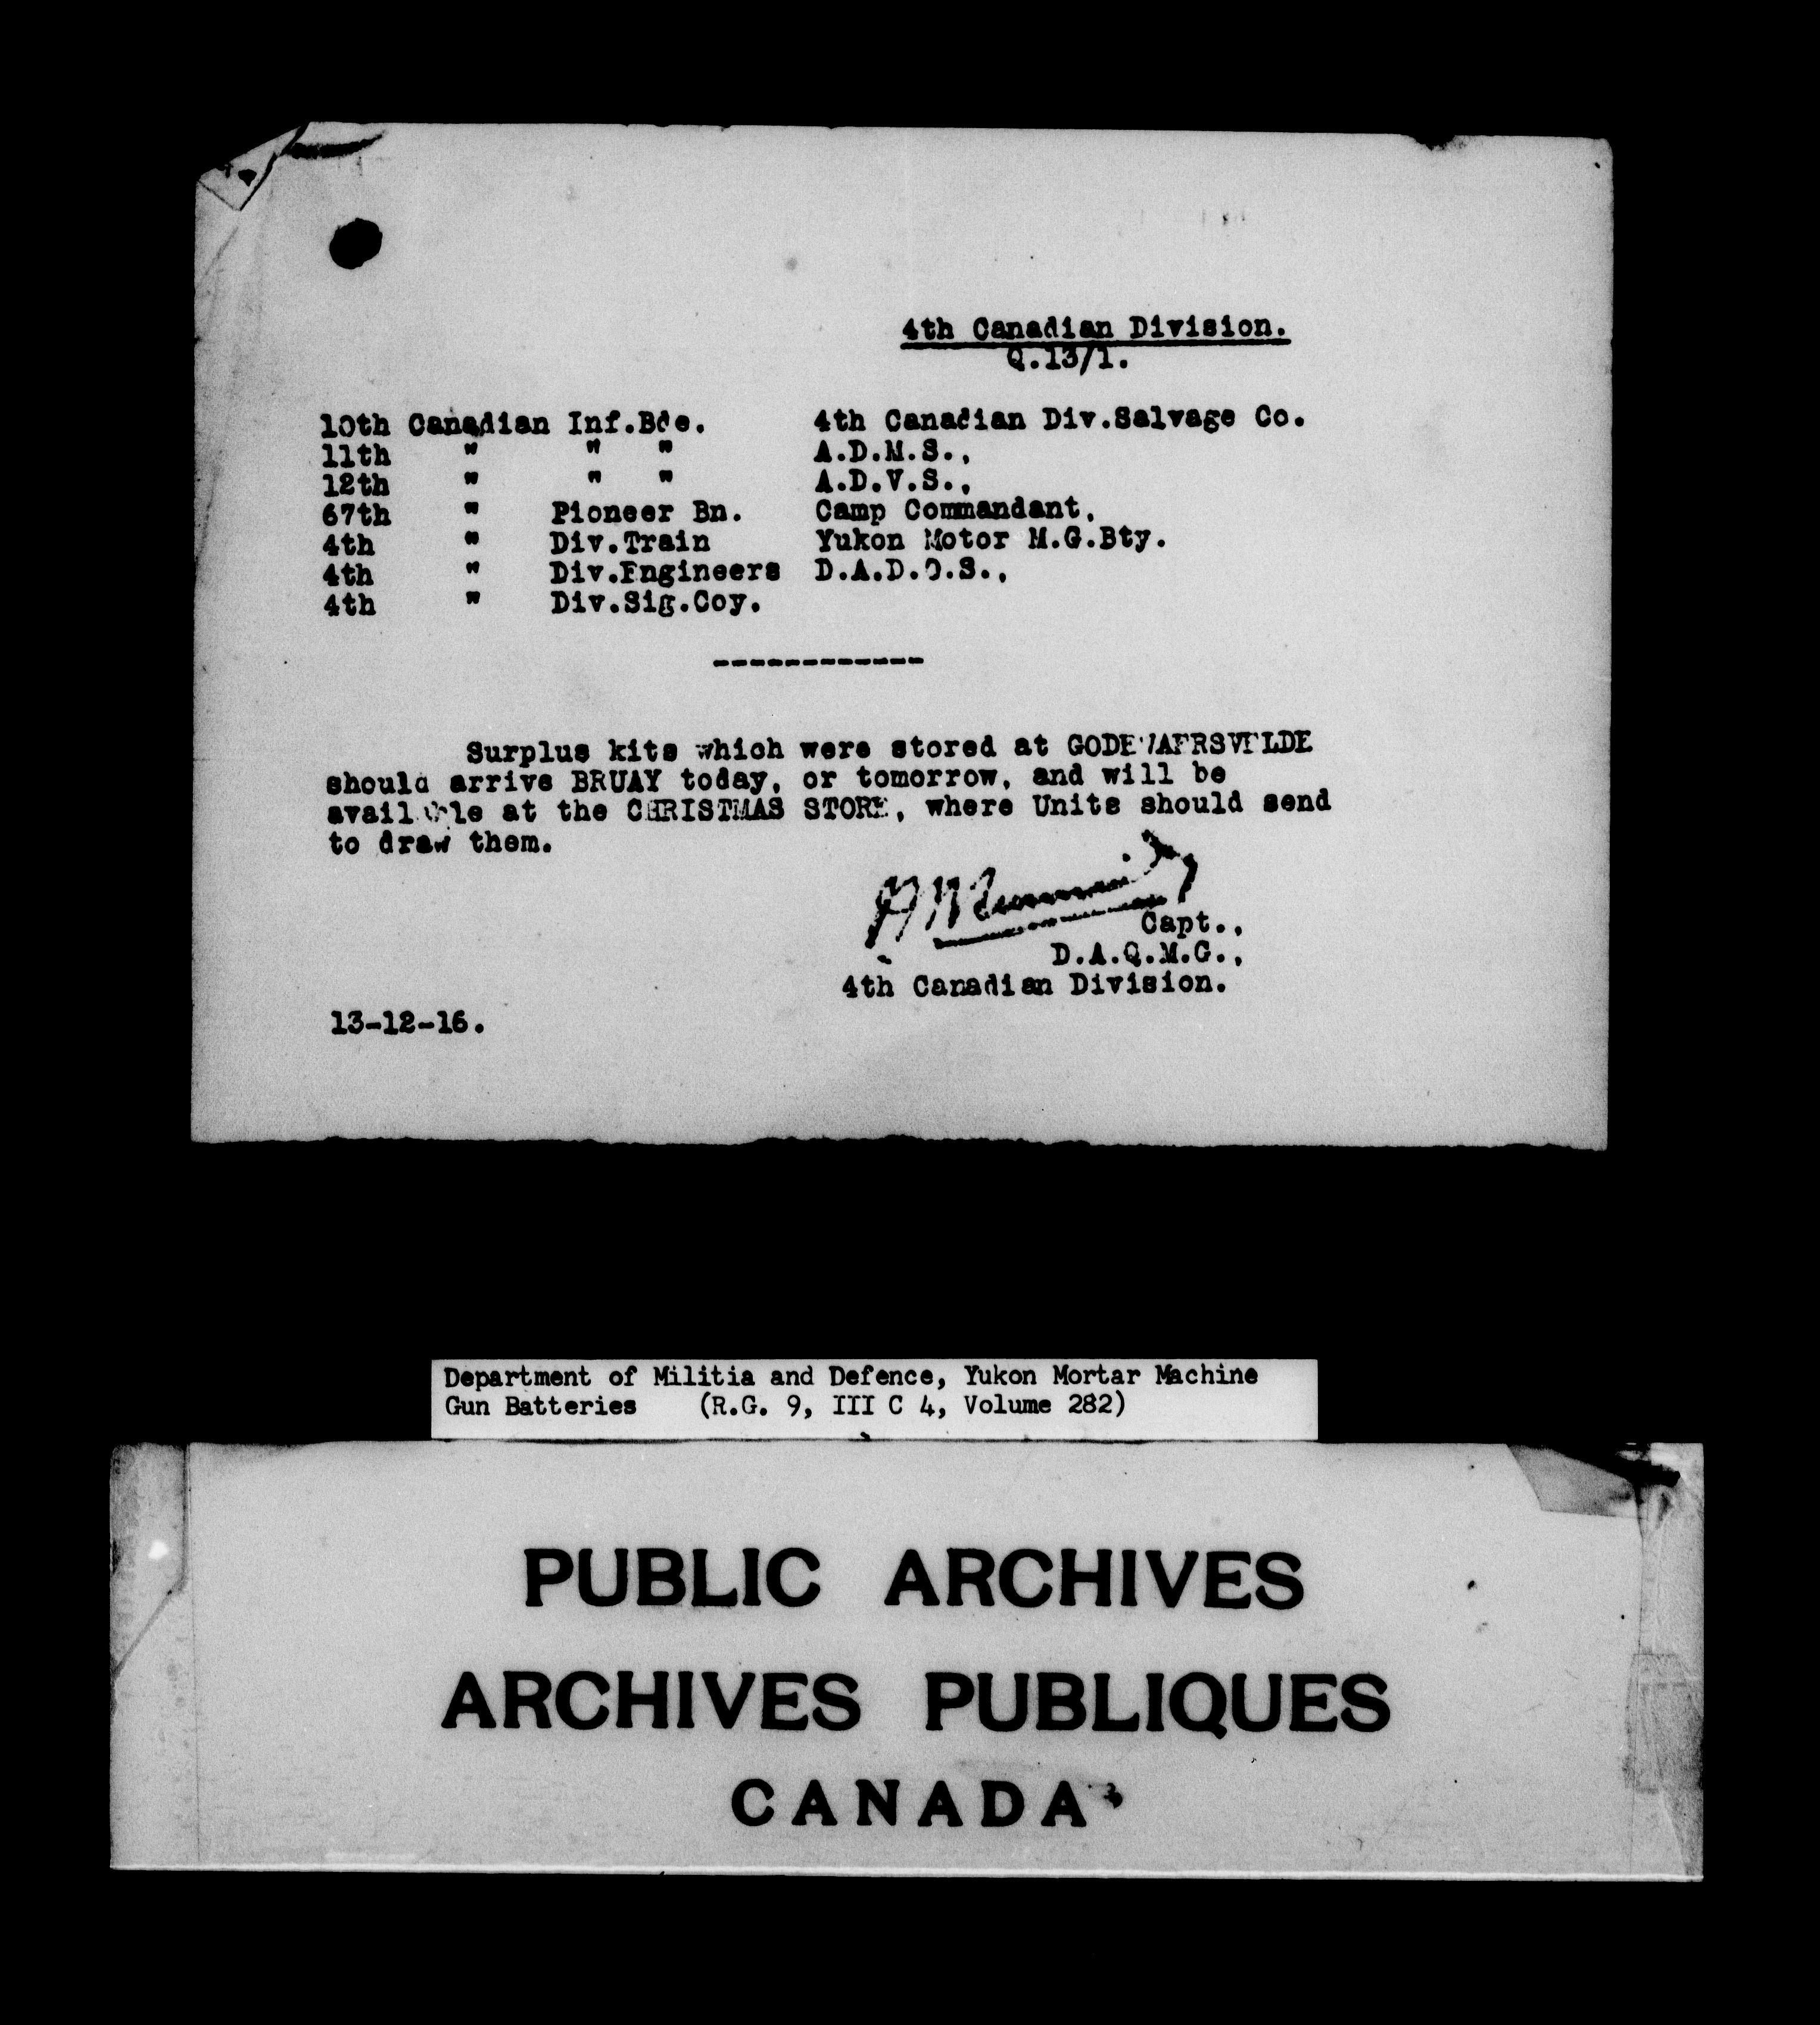 4th Canadian Division.
Q.13/1.
10th Canadian Inf.Bde. 4th Canadian Div.Salvage Co.
11th " " " A.D.M.S.,
12th " " " A.D.V.S.,
67th " Pioneer Bn. Camp Commandant,
4th " Div.Train Yukon Motor M.G.Bty.
4th " Div.Engineers D.A.D.O.S.,
4th " Div.Sig.Coy.
------------
Surplus kits which were stored at GODEWAERSVELDE
should arrive BRUAY today, or tomorrow, and will be
available at the CHRISTMAS STORE, where Units should send
to draw them.
Capt.,
D.A.Q.M.G.,
4th Canadian Division.
13-12-16.
Department of Militia and Defence, Yukon Mortar Machine
Gun Batteries (R.G. 9, III C 4, Volume 282)
PUBLIC ARCHIVES
ARCHIVES PUBLIQUES
CANADA